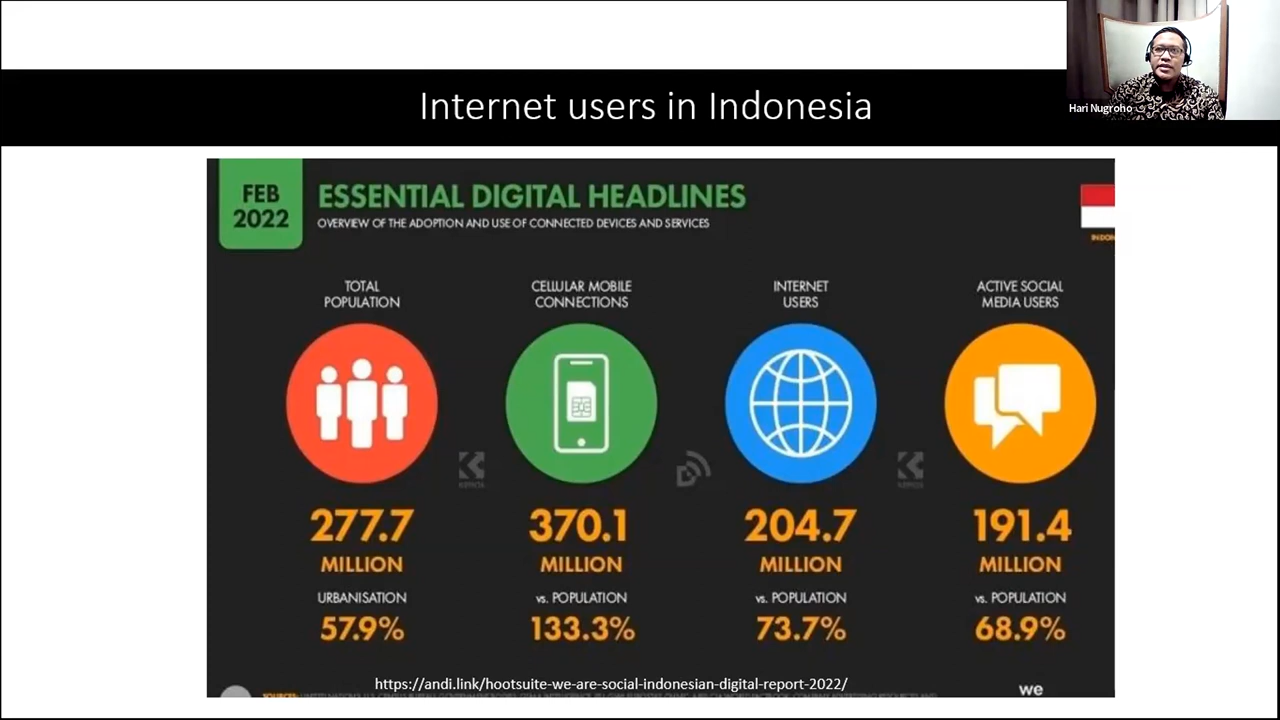 Internet users in Indonesia
Hari Nugroho
FEB
2022
ESSENTIAL DIGITAL HEADLINES
OVERVIEW OF THE ADOPTION AND USE OF CONNECTED DEVICES AND SERVICES
TOTAL
POPULATION
277.7
MILLION
URBANISATION
57.9%
CELLULAR MOBILE
CONNECTIONS
370.1
MILLION
vs. POPULATION
133.3%
INTERNET
USERS
204.7
MILLION
vs. POPULATION
73.7%
ACTIVE SOCIAL
MEDIA USERS
191.4
MILLION
vs. POPULATION
68.9%
https://andi.link/hootsuite-we-are-social-indonesian-digital-report-2022/
we